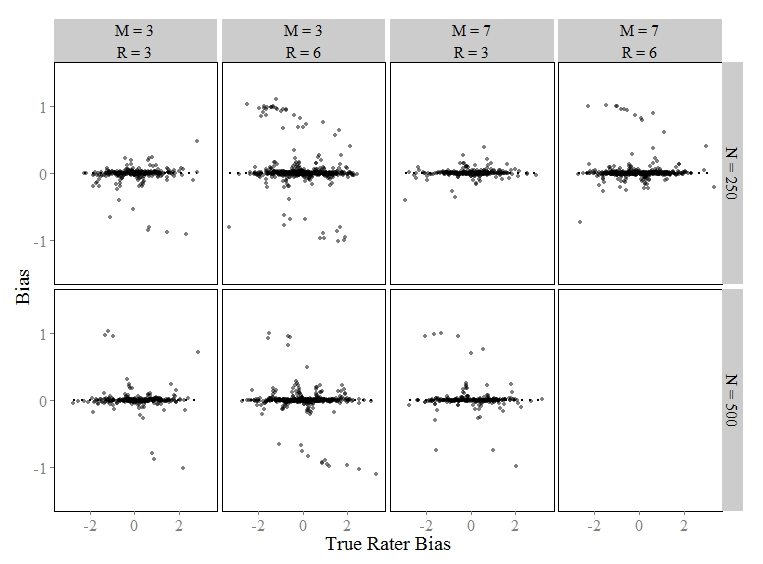 M = 3
M = 3
M = 7
M = 7
R = 3
R = 6
R = 3
R = 6
1
0
-1
N = 250
Bias
1
0
-1
N = 500
-2 0 2
-2 0 2
-2 0 2
-2 0 2
True Rater Bias